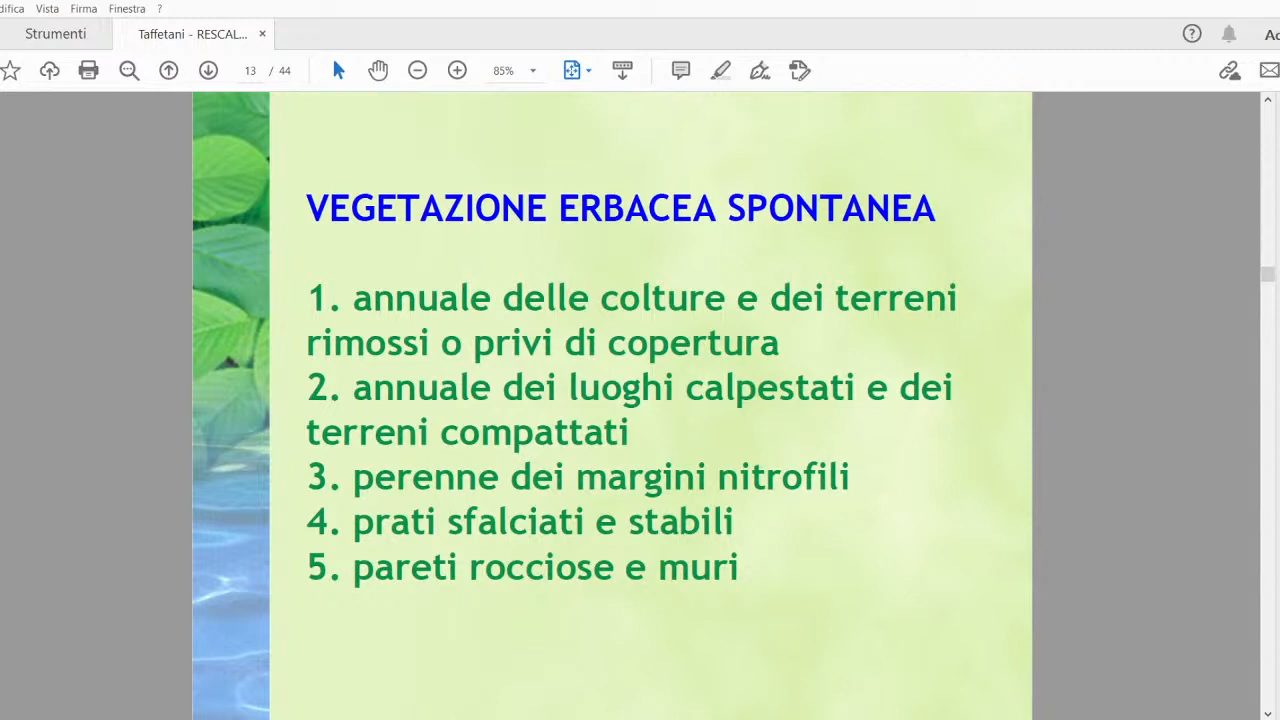 difica Vista Firma Finestra ?
Strumenti Taffetani - RESCAL... ×
13 / 44 85%
VEGETAZIONE ERBACEA SPONTANEA
1. annuale delle colture e dei terreni
rimossi o privi di copertura
2. annuale dei luoghi calpestati e dei
terreni compattati
3. perenne dei margini nitrofili
4. prati sfalciati e stabili
5. pareti rocciose e muri